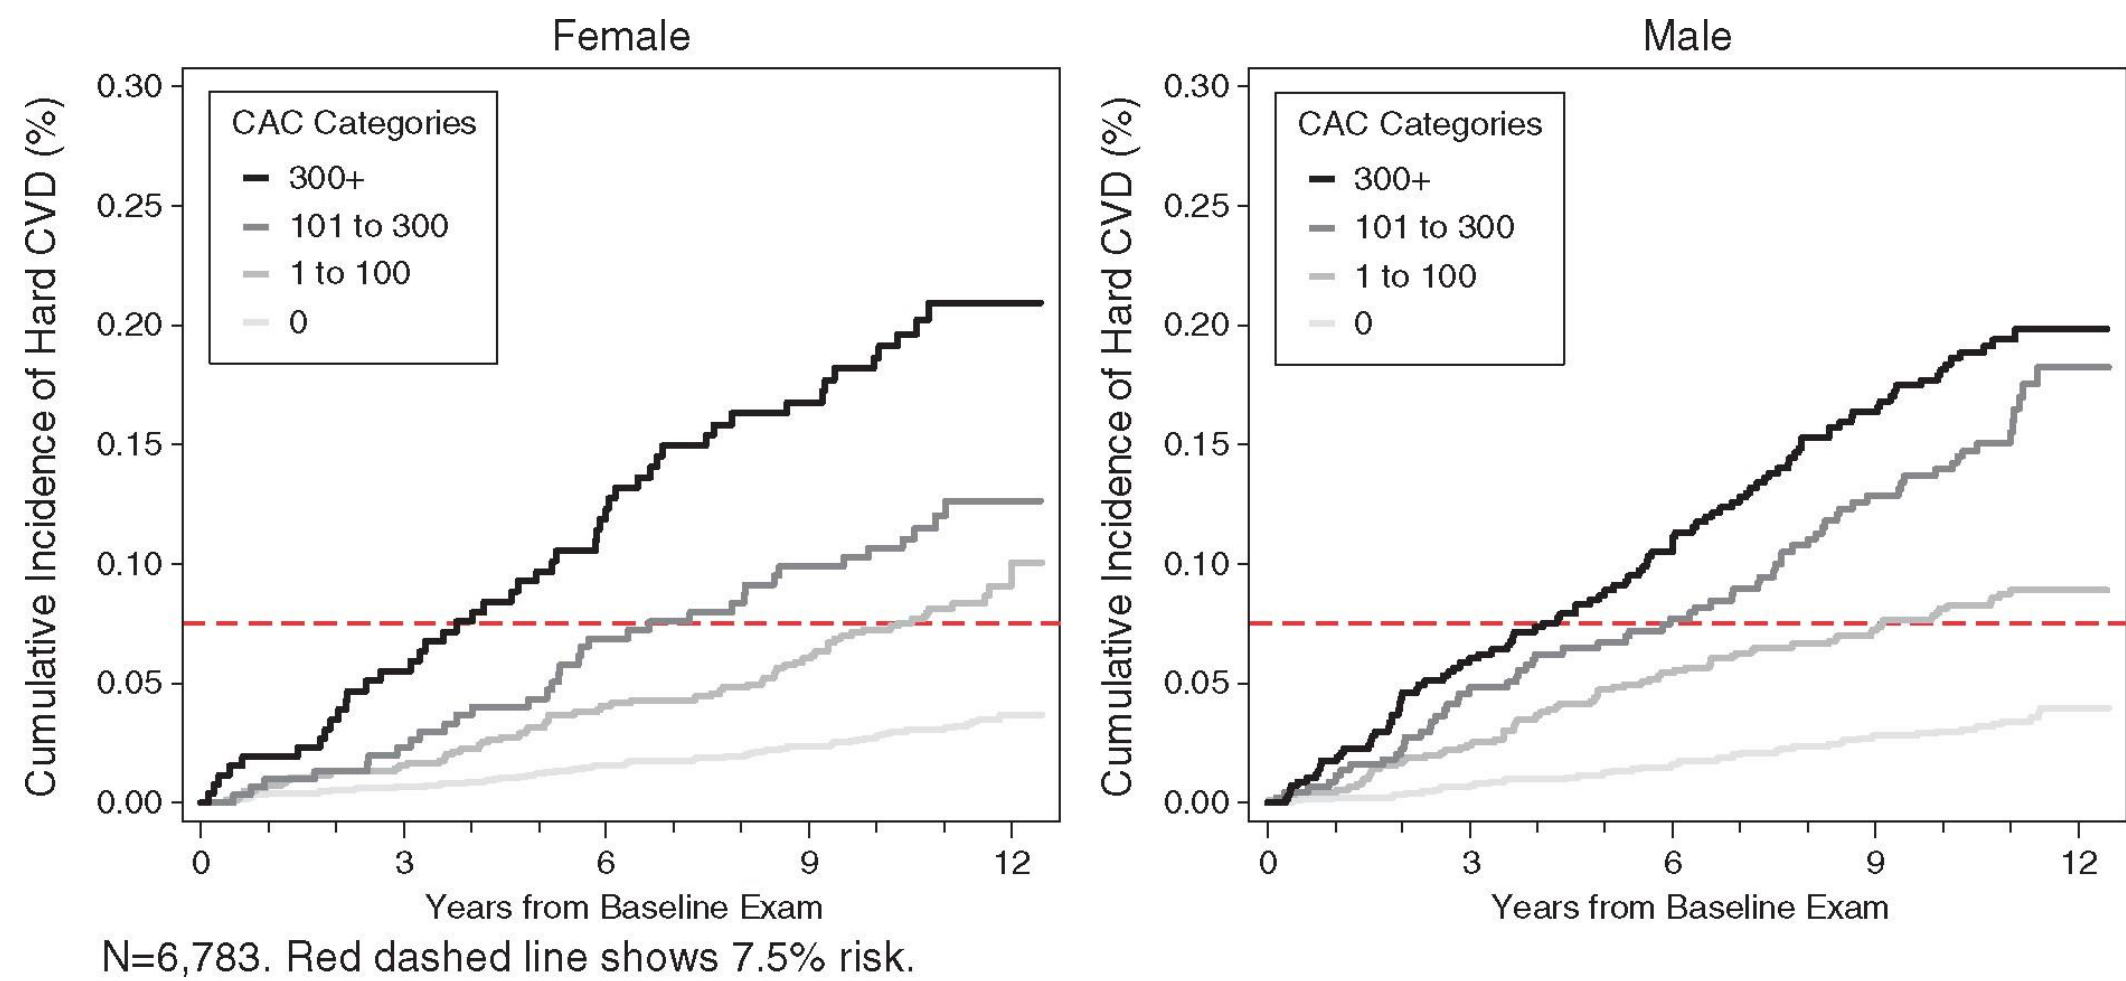 Female
Cumulative Incidence of Hard CVD (%)
0.30
0.25
0.20
0.15
0.10
0.05
0.00
CAC Categories
300+
101 to 300
1 to 100
0
0 3 6 9 12
Years from Baseline Exam
Male
Cumulative Incidence of Hard CVD (%)
0.30
0.25
0.20
0.15
0.10
0.05
0.00
CAC Categories
300+
101 to 300
1 to 100
0
0 3 6 9 12
Years from Baseline Exam
N=6,783. Red dashed line shows 7.5% risk.